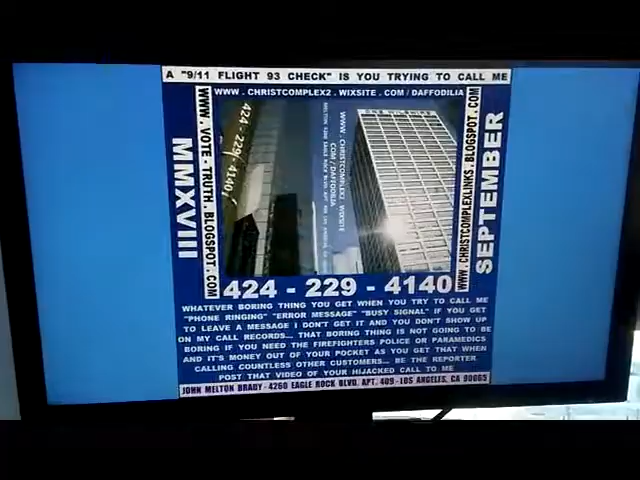 A "9/11 FLIGHT 93 CHECK" IS YOU TRYING TO CALL ME
WWW . CHRISTCOMPLEX2 . WIXSITE . COM / DAFFODILIA
WWW . VOTE - TRUTH . BLOGSPOT . COM
MMXVIII
424 - 229 - 4140
WWW . CHRISTCOMPLEX2 . WIXSITE
COM / DAFFODILIA
WWW . CHRISTCOMPLEXLINKS . BLOGSPOT . COM
SEPTEMBER
424 - 229 - 4140
WHATEVER BORING THING YOU GET WHEN YOU TRY TO CALL ME
"PHONE RINGING" "ERROR MESSAGE" "BUSY SIGNAL" IF YOU GET
TO LEAVE A MESSAGE I DON'T GET IT AND YOU DON'T SHOW UP
ON MY CALL RECORDS... THAT BORING THING IS NOT GOING TO BE
BORING IF YOU NEED THE FIREFIGHTERS POLICE OR PARAMEDICS
AND IT'S MONEY OUT OF YOUR POCKET AS YOU GET THAT WHEN
CALLING COUNTLESS OTHER CUSTOMERS... BE THE REPORTER
POST THAT VIDEO OF YOUR HIJACKED CALL TO ME
JOHN MELTON BRADY - 4260 EAGLE ROCK BLVD. APT. 409 - LOS ANGELES, CA 90065